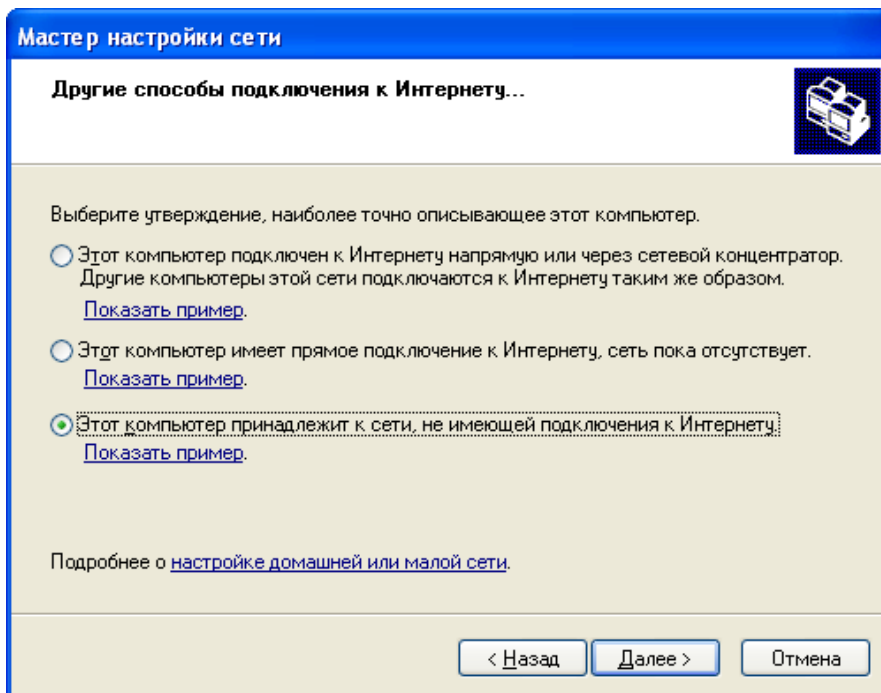 Мастер настройки сети
Другие способы подключения к Интернету...
Выберите утверждение, наиболее точно описывающее этот компьютер.
Этот компьютер подключен к Интернету напрямую или через сетевой концентратор.
Другие компьютеры этой сети подключаются к Интернету таким же образом.
Показать пример.
Этот компьютер имеет прямое подключение к Интернету, сеть пока отсутствует.
Показать пример.
Этот компьютер принадлежит к сети, не имеющей подключения к Интернету.
Показать пример.
Подробнее о настройке домашней или малой сети.
< Назад Далее > Отмена